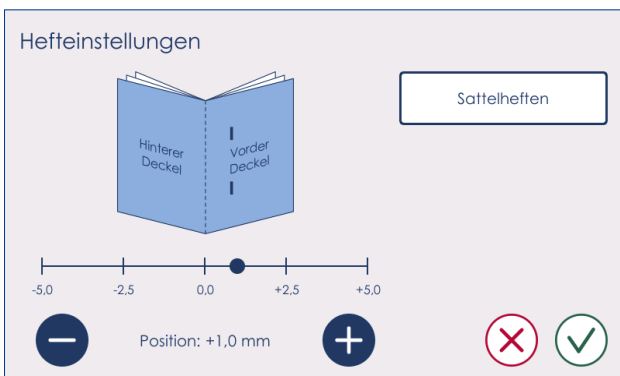 Hefteinstellungen
Sattelheften
Hinterer
Deckel
Vorder
Deckel
-5,0 -2,5 0,0 +2,5 +5,0
Position: +1,0 mm